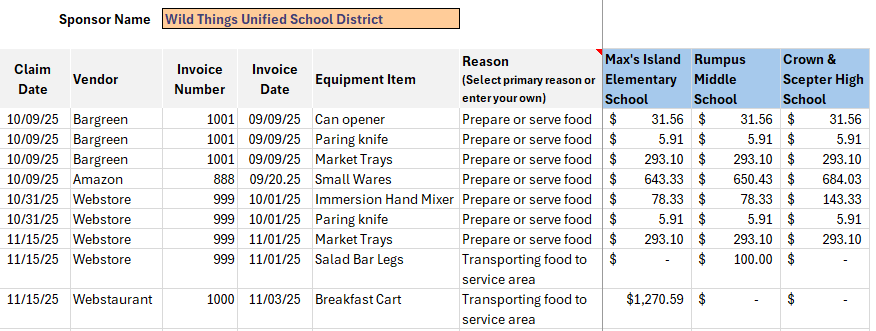 Sponsor Name Wild Things Unified School District
Claim Date Vendor Invoice Number Invoice Date Equipment Item Reason (Select primary reason or enter your own) Max's Island Elementary School Rumpus Middle School Crown & Scepter High School
10/09/25 Bargreen 1001 09/09/25 Can opener Prepare or serve food $ 31.56 $ 31.56 $ 31.56
10/09/25 Bargreen 1001 09/09/25 Paring knife Prepare or serve food $ 5.91 $ 5.91 $ 5.91
10/09/25 Bargreen 1001 09/09/25 Market Trays Prepare or serve food $ 293.10 $ 293.10 $ 293.10
10/09/25 Amazon 888 09/20.25 Small Wares Prepare or serve food $ 643.33 $ 650.43 $ 684.03
10/31/25 Webstore 999 10/01/25 Immersion Hand Mixer Prepare or serve food $ 78.33 $ 78.33 $ 143.33
10/31/25 Webstore 999 10/01/25 Paring knife Prepare or serve food $ 5.91 $ 5.91 $ 5.91
11/15/25 Webstore 999 11/01/25 Market Trays Prepare or serve food $ 293.10 $ 293.10 $ 293.10
11/15/25 Webstore 999 11/01/25 Salad Bar Legs Transporting food to service area $ - $ 100.00 $ -
11/15/25 Webstaurant 1000 11/03/25 Breakfast Cart Transporting food to service area $1,270.59 $ - $ -